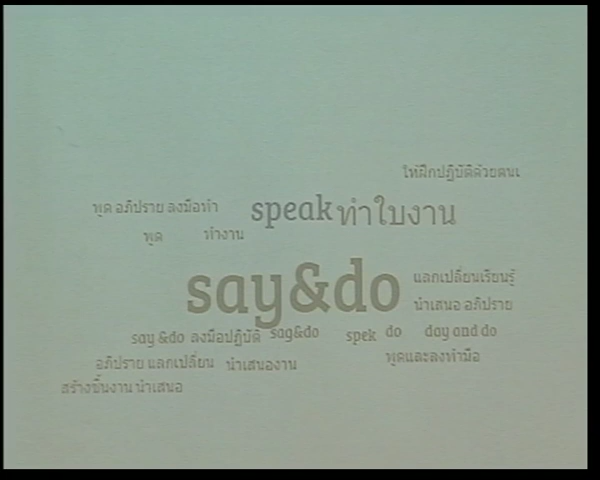 ให้ฝึกปฏิบัติด้วยตนเ
พูด อภิปราย ลงมือทำ speak ทำใบงาน
พูด ทำงาน
say&do แลกเปลี่ยนเรียนรู้
นำเสนอ อภิปราย
say &do ลงมือปฏิบัติ sag&do spek do day and do
อภิปราย แลกเปลี่ยน นำเสนองาน พูดและลงทำมือ
สร้างชิ้นงาน นำเสนอ